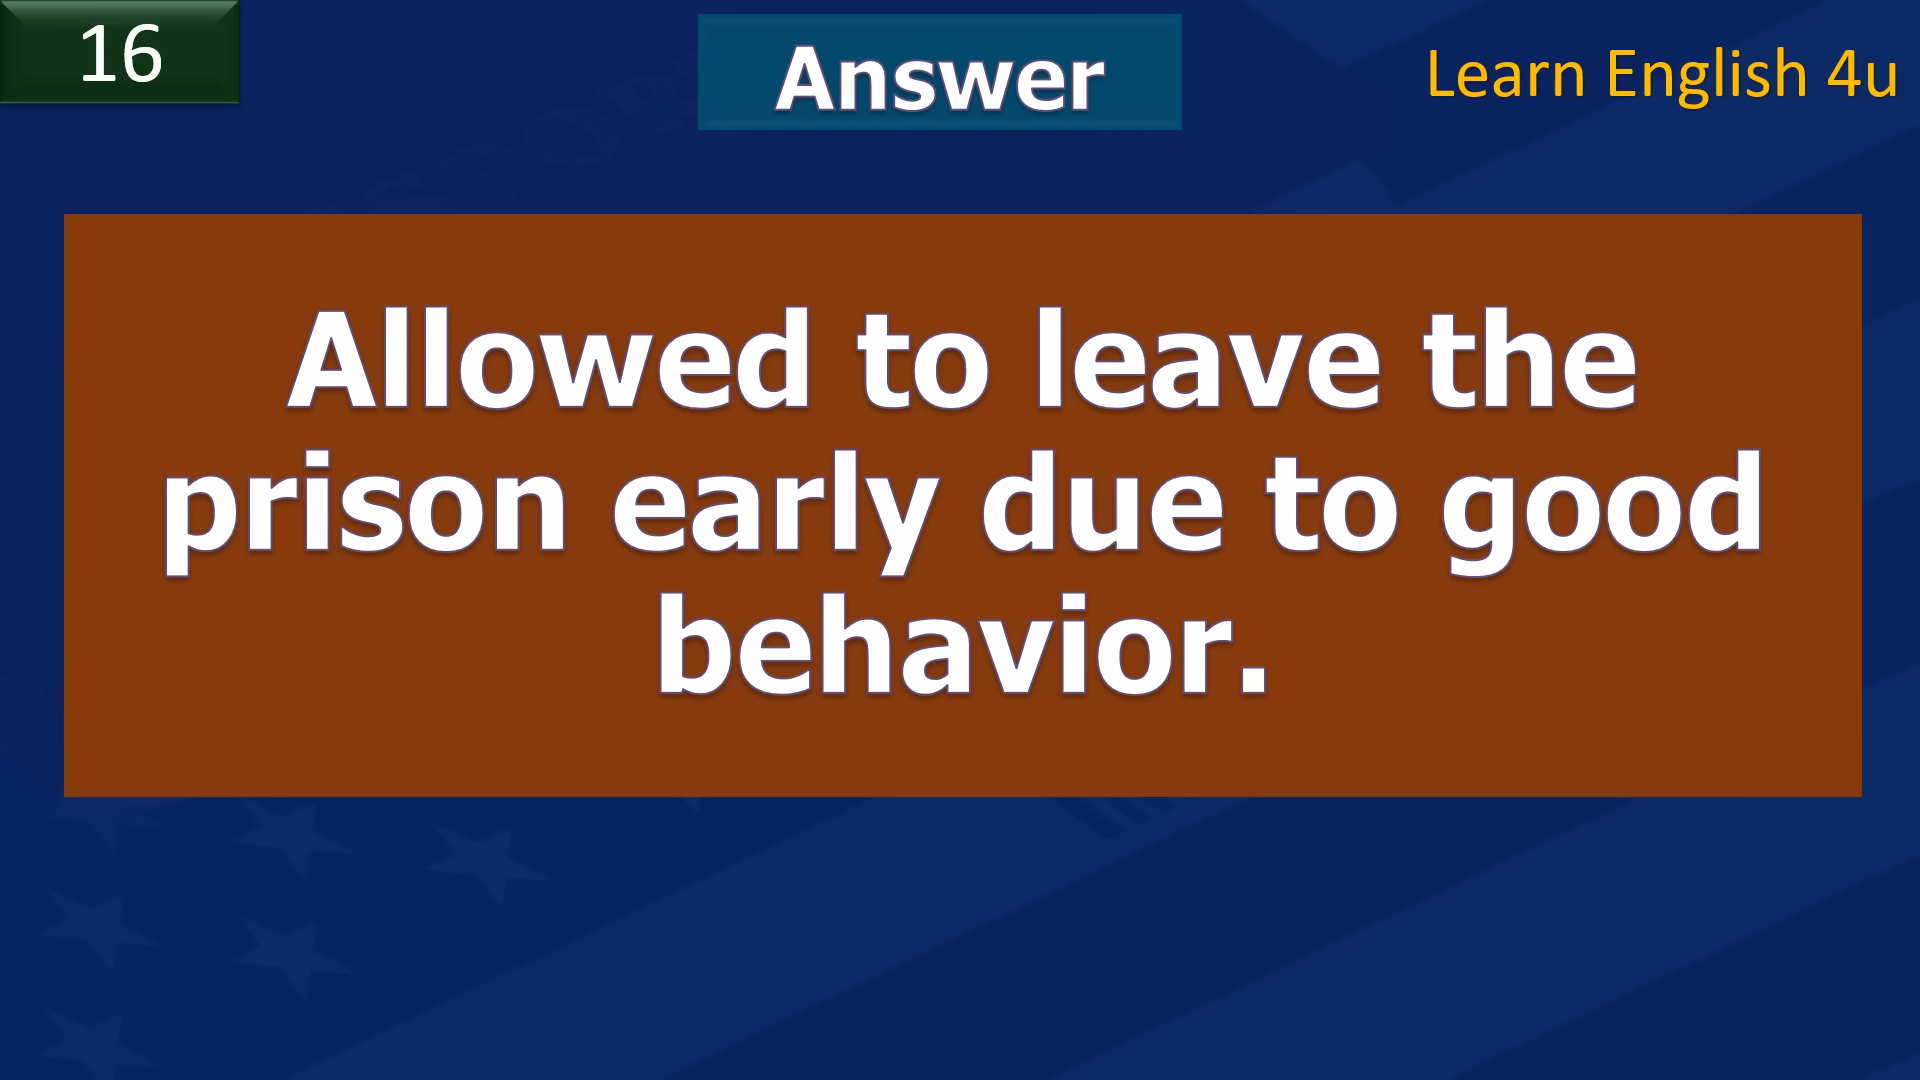 16
Answer
Learn English 4u
Allowed to leave the
prison early due to good
behavior.